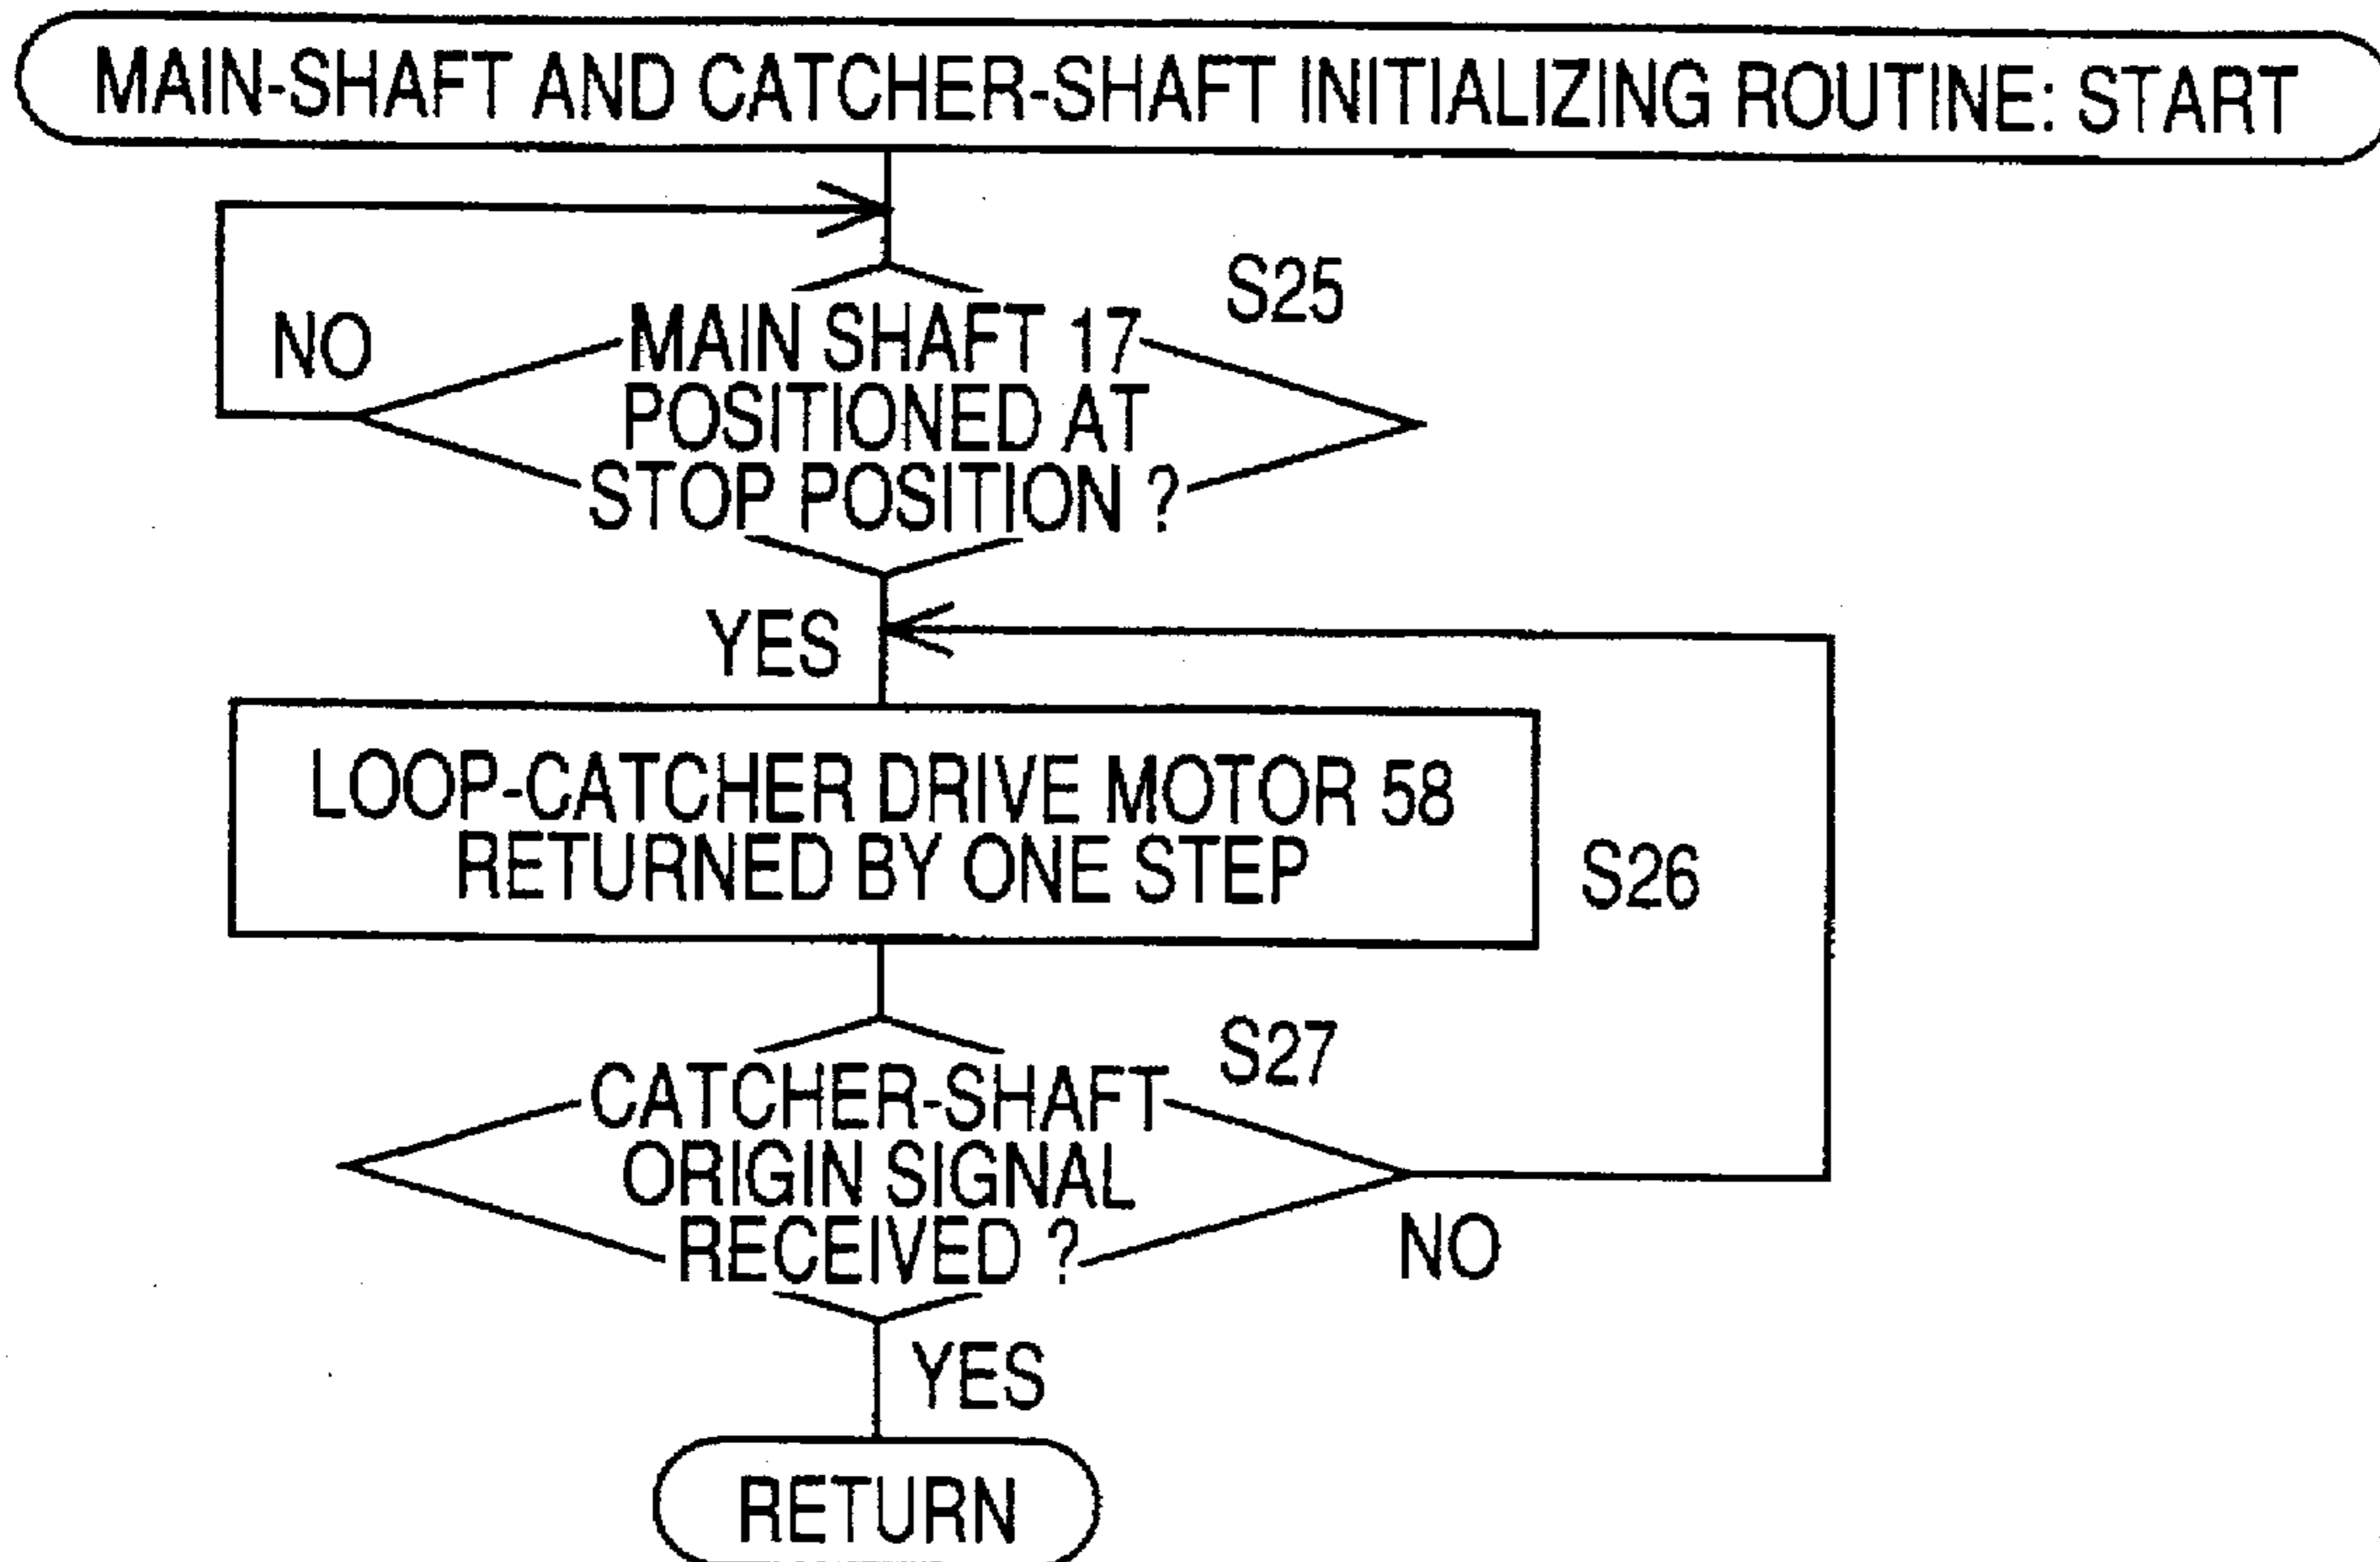 MAIN-SHAFT AND CATCHER-SHAFT INITIALIZING ROUTINE: START
S25
NO
MAIN SHAFT 17
POSITIONED AT
STOP POSITION ?
YES
LOOP-CATCHER DRIVE MOTOR 58
RETURNED BY ONE STEP
S26
S27
CATCHER-SHAFT
ORIGIN SIGNAL
RECEIVED ?
NO
YES
RETURN